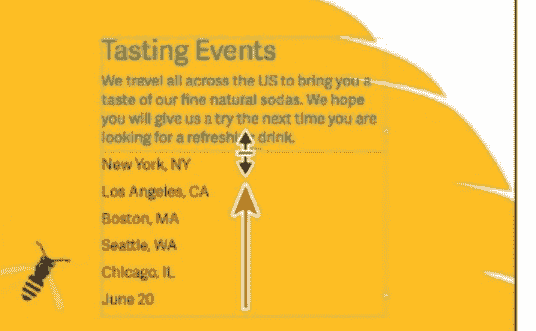 Tasting Events
We travel all across the US to bring you a
taste of our fine natural sodas. We hope
you will give us a try the next time you are
looking for a refreshing drink.
New York, NY
Los Angeles, CA
Boston, MA
Seattle, WA
Chicago, IL
June 20